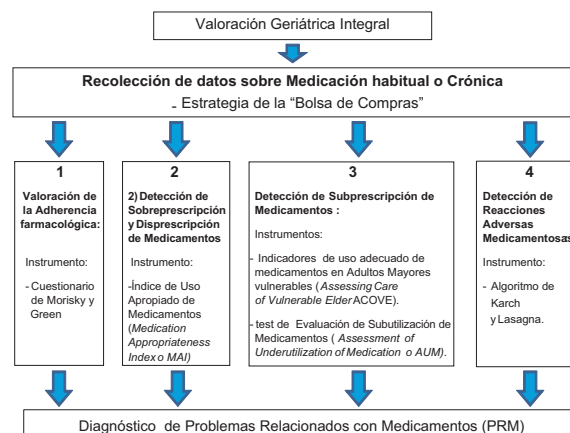 Valoración Geriátrica Integral
Recolección de datos sobre Medicación habitual o Crónica
- Estrategia de la “Bolsa de Compras”
1
Valoración de
la Adherencia
farmacológica:
Instrumento:
- Cuestionario
de Morisky y
Green
2
2) Detección de
Sobreprescripción
y Disprescripción
de Medicamentos
Instrumento:
-Índice de Uso
Apropiado de
Medicamentos
(Medication
Appropriateness
Index o MAI)
3
Detección de Subprescripción de
Medicamentos :
Instrumentos:
- Indicadores de uso adecuado de
medicamentos en Adultos Mayores
vulnerables (Assessing Care
of Vulnerable Elder ACOVE).
- test de Evaluación de Subutilización de
Medicamentos ( Assessment of
Underutilization of Medication o AUM).
4
Detección de
Reacciones
Adversas
Medicamentosas:
Instrumento:
- Algoritmo de
Karch
y Lasagna.
Diagnóstico de Problemas Relacionados con Medicamentos (PRM)